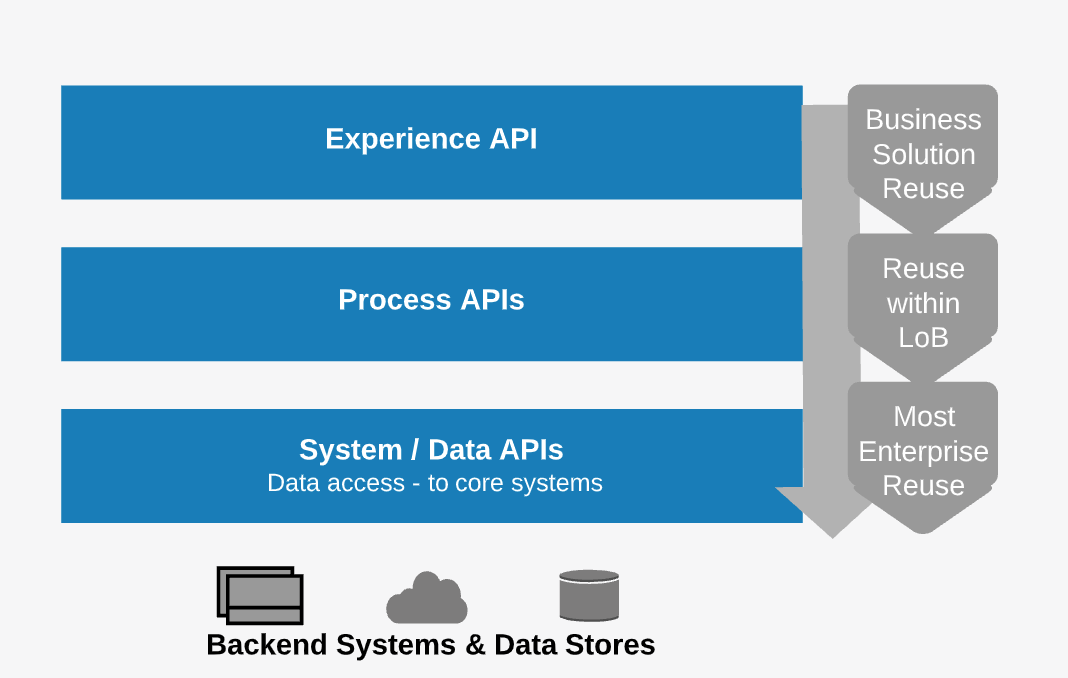 Experience API
Business
Solution
Reuse
Process APIs
Reuse
within
LoB
System / Data APIs
Data access - to core systems
Most
Enterprise
Reuse
Backend Systems & Data Stores